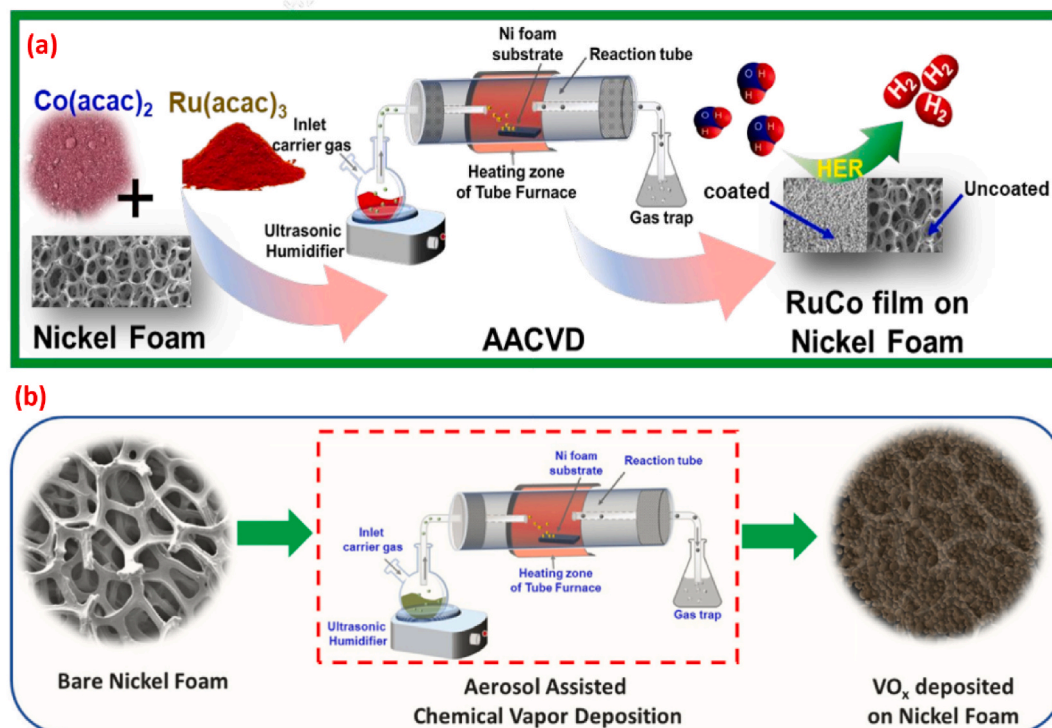 (a)
Co(acac)2
Ru(acac)3
+
Nickel Foam
Inlet
carrier gas
Ni foam
substrate
Reaction tube
Heating zone
of Tube Furnace
Ultrasonic
Humidifier
Gas trap
AACVD
O H
H
O H
H
O H
H
H2
H2
H2
HER
coated
Uncoated
RuCo film on
Nickel Foam
(b)
Bare Nickel Foam
Ni foam
substrate
Reaction tube
Inlet
carrier gas
Heating zone
of Tube Furnace
Ultrasonic
Humidifier
Gas trap
Aerosol Assisted
Chemical Vapor Deposition
VOx deposited
on Nickel Foam